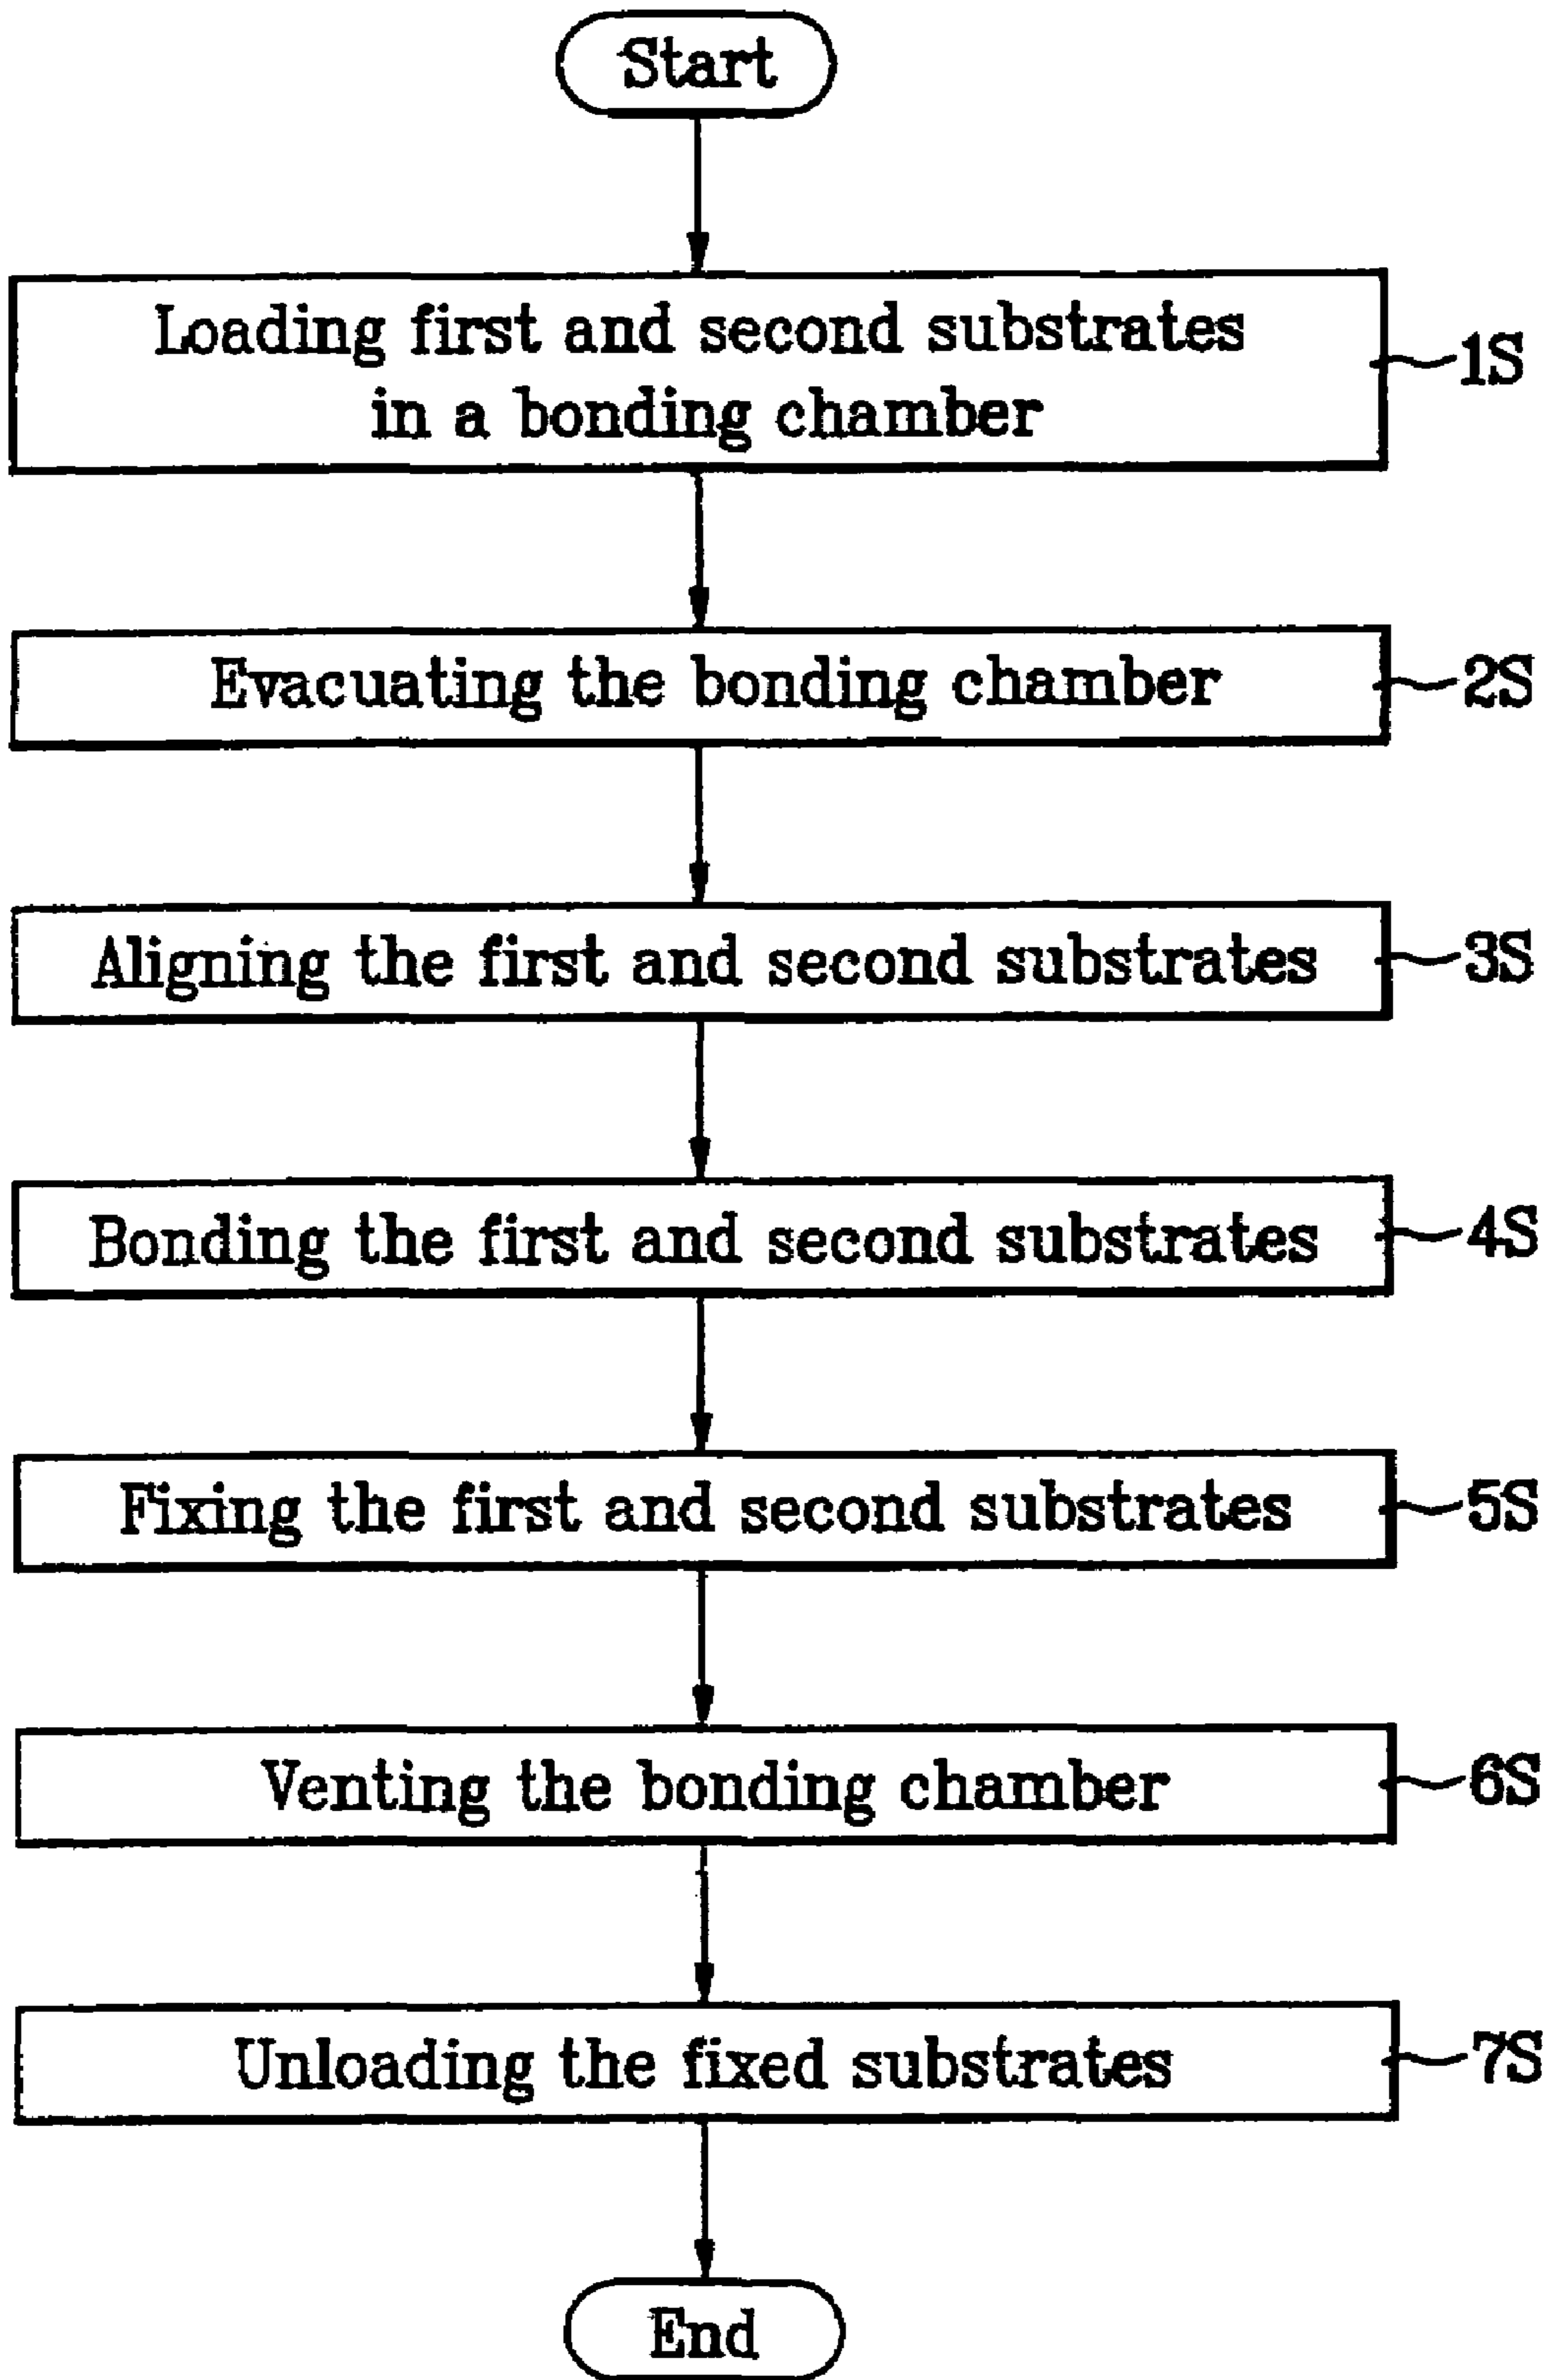 Start
Loading first and second substrates
in a bonding chamber
1S
Evacuating the bonding chamber
2S
Aligning the first and second substrates
3S
Bonding the first and second substrates
4S
Fixing the first and second substrates
5S
Venting the bonding chamber
6S
Unloading the fixed substrates
7S
End